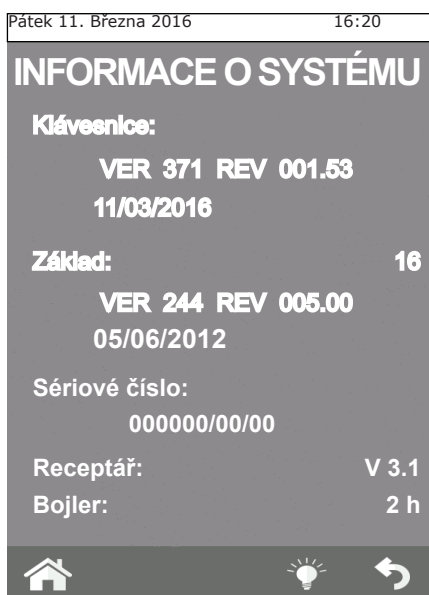 Pátek 11. Března 2016 16:20
INFORMACE O SYSTÉMU
Klávesnice:
VER 371 REV 001.53
11/03/2016
Základ: 16
VER 244 REV 005.00
05/06/2012
Sériové číslo:
000000/00/00
Receptář: V 3.1
Bojler: 2 h